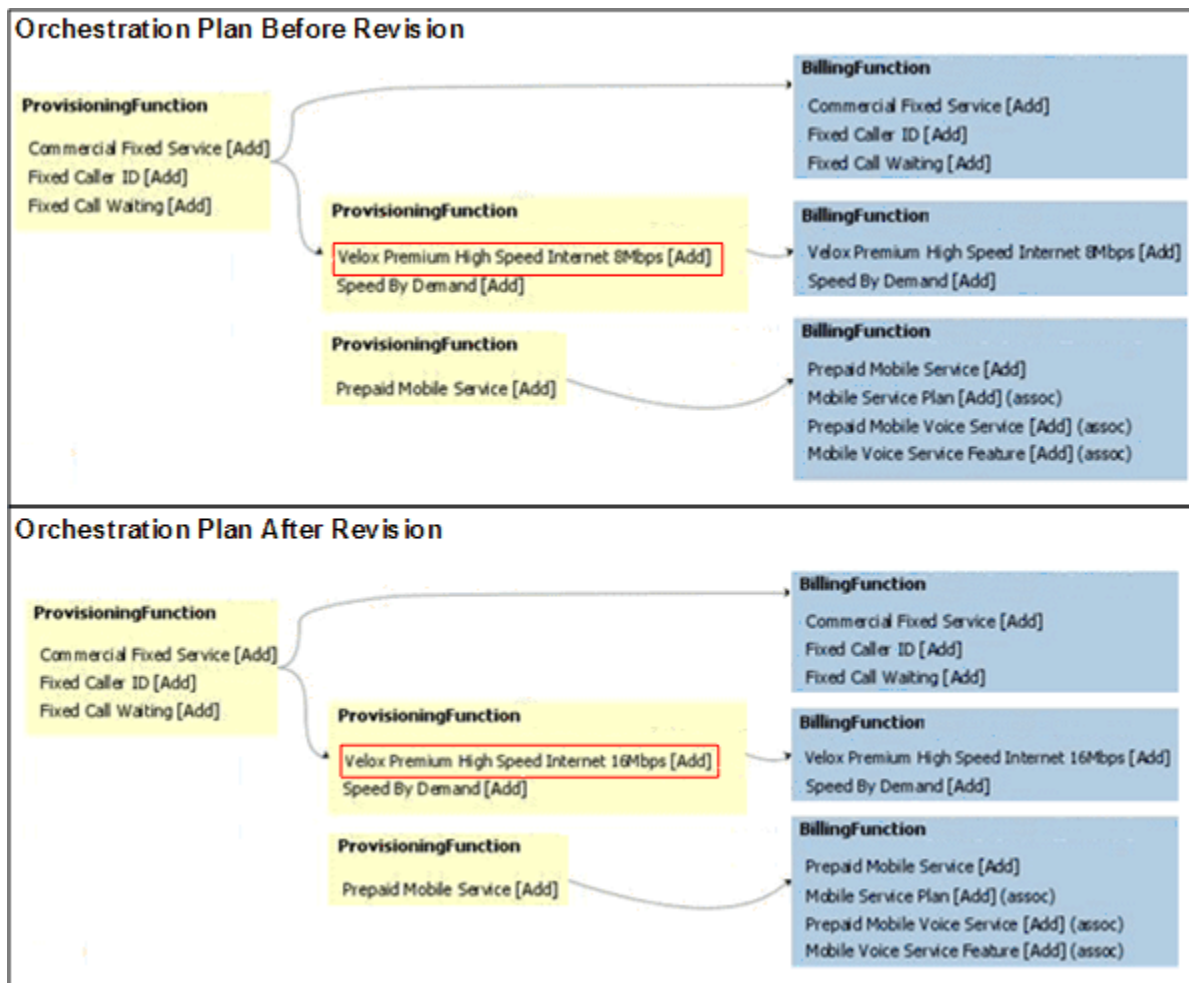 Orchestration Plan Before Revision
ProvisioningFunction
Commercial Fixed Service [Add]
Fixed Caller ID [Add]
Fixed Call Waiting [Add]
BillingFunction
Commercial Fixed Service [Add]
Fixed Caller ID [Add]
Fixed Call Waiting [Add]
ProvisioningFunction
Velox Premium High Speed Internet 8Mbps [Add]
Speed By Demand [Add]
BillingFunction
Velox Premium High Speed Internet 8Mbps [Add]
Speed By Demand [Add]
ProvisioningFunction
Prepaid Mobile Service [Add]
BillingFunction
Prepaid Mobile Service [Add]
Mobile Service Plan [Add] (assoc)
Prepaid Mobile Voice Service [Add] (assoc)
Mobile Voice Service Feature [Add] (assoc)
Orchestration Plan After Revision
ProvisioningFunction
Commercial Fixed Service [Add]
Fixed Caller ID [Add]
Fixed Call Waiting [Add]
BillingFunction
Commercial Fixed Service [Add]
Fixed Caller ID [Add]
Fixed Call Waiting [Add]
ProvisioningFunction
Velox Premium High Speed Internet 16Mbps [Add]
Speed By Demand [Add]
BillingFunction
Velox Premium High Speed Internet 16Mbps [Add]
Speed By Demand [Add]
ProvisioningFunction
Prepaid Mobile Service [Add]
BillingFunction
Prepaid Mobile Service [Add]
Mobile Service Plan [Add] (assoc)
Prepaid Mobile Voice Service [Add] (assoc)
Mobile Voice Service Feature [Add] (assoc)